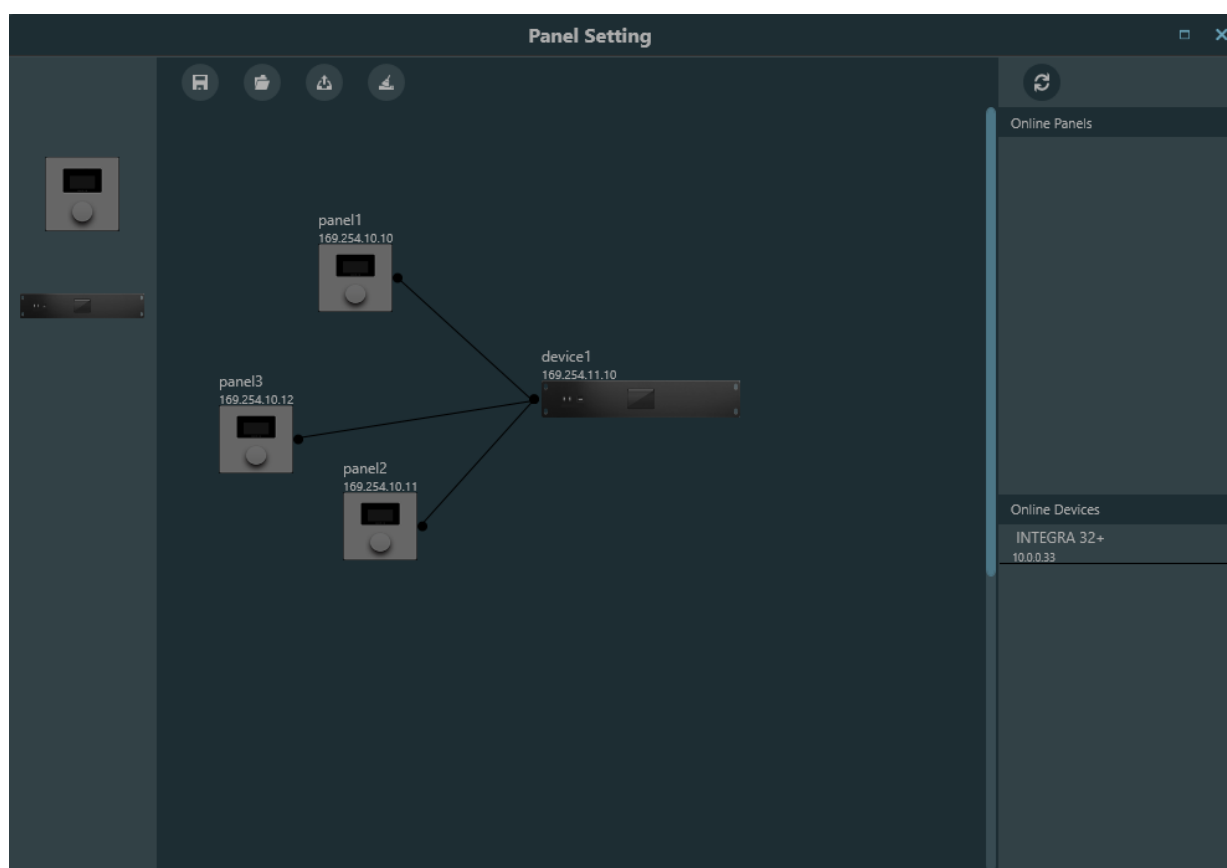 Panel Setting
Online Panels
panel1
169.254.10.10
device1
169.254.11.10
panel3
169.254.10.12
panel2
169.254.10.11
Online Devices
INTEGRA 32+
10.0.0.33